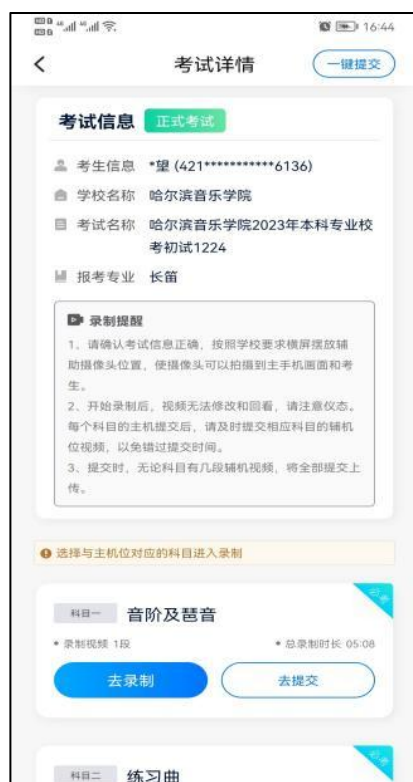 16:44
考试详情
一键提交
考试信息 正式考试
考生信息 *望 (421***********6136)
学校名称 哈尔滨音乐学院
考试名称 哈尔滨音乐学院2023年本科专业校
考初试1224
报考专业 长笛
录制提醒
1、请确认考试信息正确，按照学校要求横屏摆放辅
助摄像头位置，使摄像头可以拍摄到主手机画面和考
生。
2、开始录制后，视频无法修改和回看，请注意仪态。
每个科目的主机提交后，请及时提交相应科目的辅机
位视频，以免错过提交时间。
3、提交时，无论科目有几段辅机视频，将全部提交上
传。
选择与主机位对应的科目进入录制
科目一 音阶及琶音
必考
• 录制视频 1段
• 总录制时长 05:08
去录制
去提交
科目二 练习曲
必考